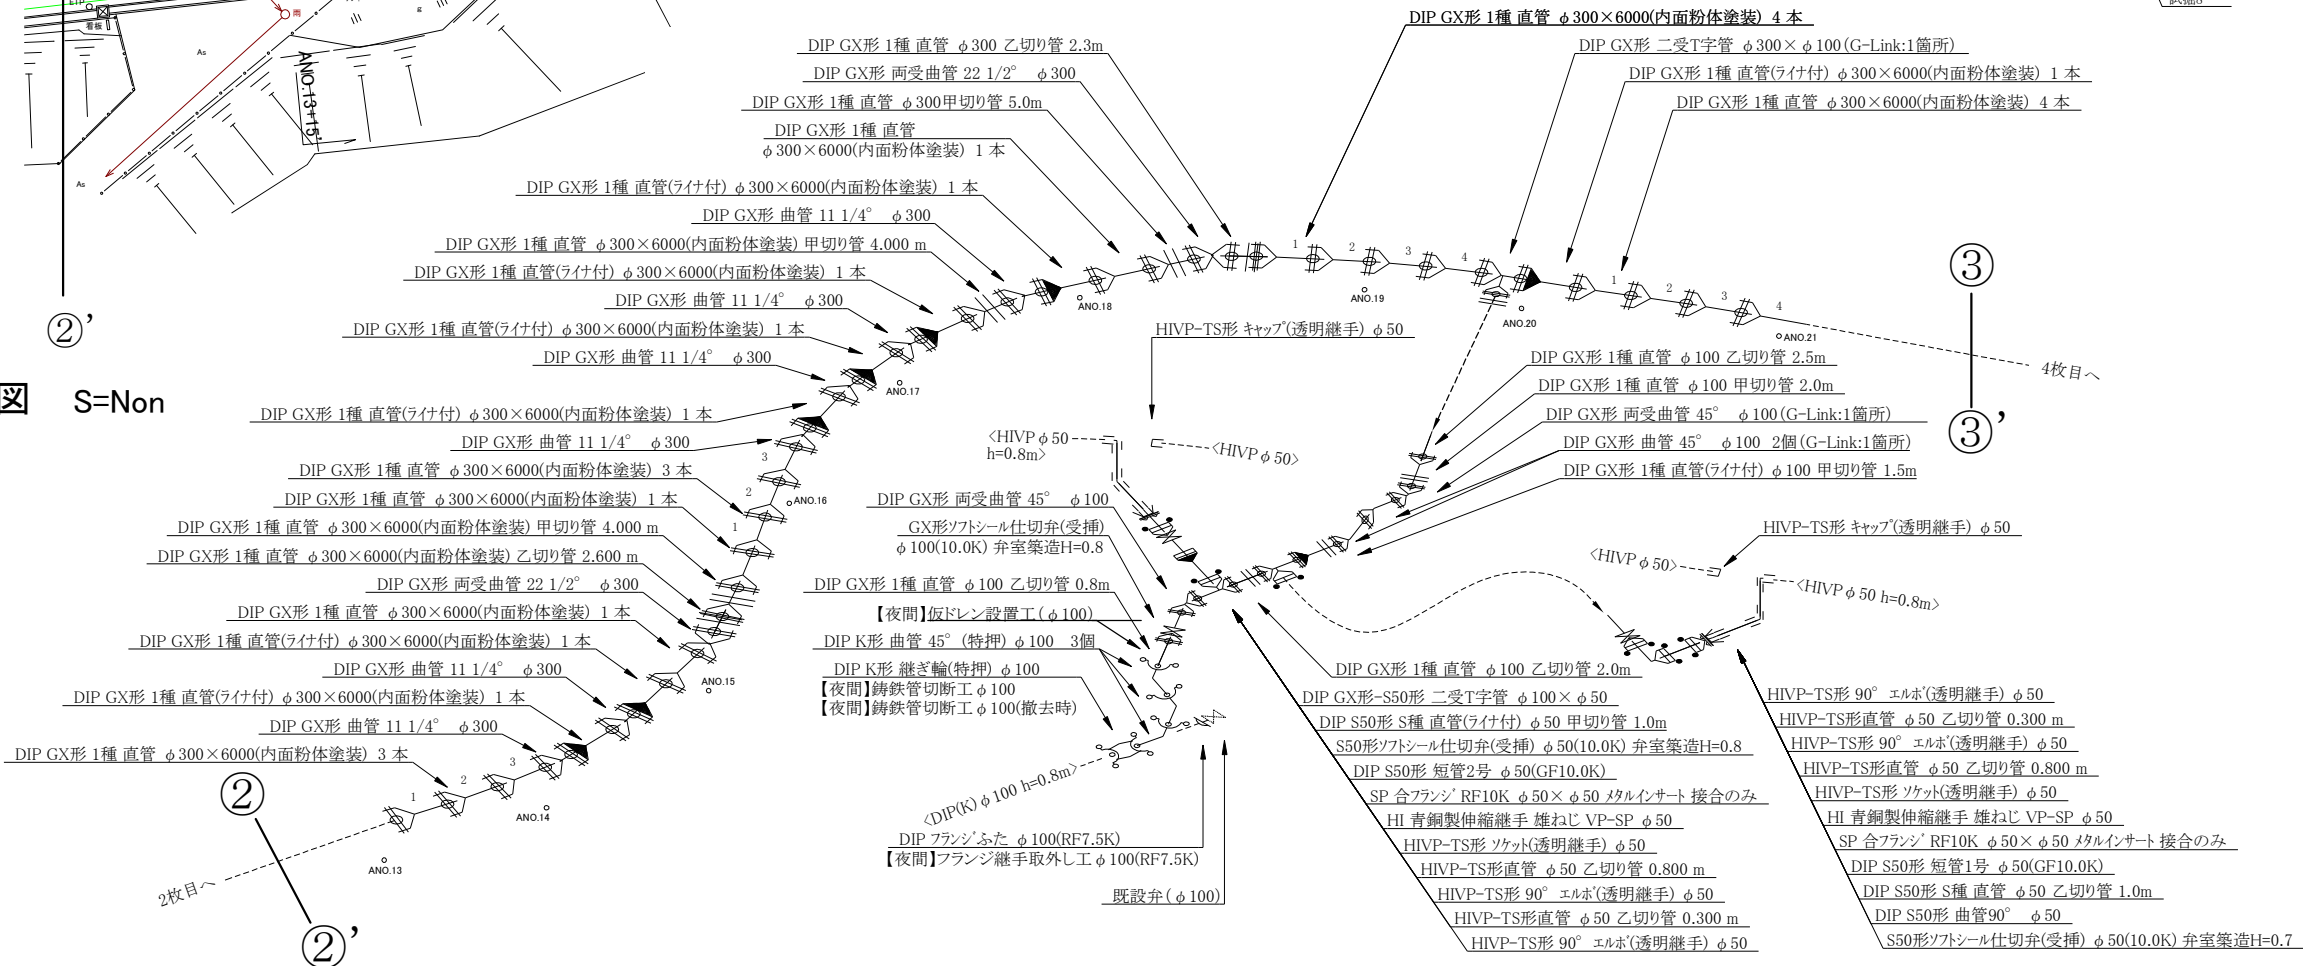 ETP
看板
雨
As
g
As
ANO.13+15'
試掘8
②’
図 S=Non
DIP GX形 1種 直管 φ300×6000(内面粉体塗装) 4 本
DIP GX形 1種 直管 φ300 乙切り管 2.3m
DIP GX形 両受曲管 22 1/2° φ300
DIP GX形 1種 直管 φ300甲切り管 5.0m
DIP GX形 1種 直管
φ300×6000(内面粉体塗装) 1 本
DIP GX形 1種 直管(ライナ付) φ300×6000(内面粉体塗装) 1 本
DIP GX形 曲管 11 1/4° φ300
DIP GX形 1種 直管 φ300×6000(内面粉体塗装) 甲切り管 4.000 m
DIP GX形 1種 直管(ライナ付) φ300×6000(内面粉体塗装) 1 本
DIP GX形 曲管 11 1/4° φ300
DIP GX形 1種 直管(ライナ付) φ300×6000(内面粉体塗装) 1 本
DIP GX形 曲管 11 1/4° φ300
DIP GX形 1種 直管(ライナ付) φ300×6000(内面粉体塗装) 1 本
DIP GX形 曲管 11 1/4° φ300
DIP GX形 1種 直管 φ300×6000(内面粉体塗装) 3 本
DIP GX形 1種 直管 φ300×6000(内面粉体塗装) 1 本
DIP GX形 1種 直管 φ300×6000(内面粉体塗装) 甲切り管 4.000 m
DIP GX形 1種 直管 φ300×6000(内面粉体塗装) 乙切り管 2.600 m
DIP GX形 両受曲管 22 1/2° φ300
DIP GX形 1種 直管 φ300×6000(内面粉体塗装) 1 本
DIP GX形 1種 直管(ライナ付) φ300×6000(内面粉体塗装) 1 本
DIP GX形 曲管 11 1/4° φ300
DIP GX形 1種 直管(ライナ付) φ300×6000(内面粉体塗装) 1 本
DIP GX形 曲管 11 1/4° φ300
DIP GX形 1種 直管 φ300×6000(内面粉体塗装) 3 本
②
②’
2枚目へ
1
2
3
ANO.13
ANO.14
ANO.15
1
2
3
ANO.16
ANO.17
ANO.18
1
2
3
4
ANO.19
ANO.20
1
2
3
4
ANO.21
4枚目へ
③
③’
DIP GX形 二受T字管 φ300×φ100(G-Link:1箇所)
DIP GX形 1種 直管(ライナ付) φ300×6000(内面粉体塗装) 1 本
DIP GX形 1種 直管 φ300×6000(内面粉体塗装) 4 本
HIVP-TS形 キャップ(透明継手) φ50
<HIVPφ50
h=0.8m>
<HIVPφ50>
DIP GX形 1種 直管 φ100 乙切り管 2.5m
DIP GX形 1種 直管 φ100 甲切り管 2.0m
DIP GX形 両受曲管 45° φ100(G-Link:1箇所)
DIP GX形 曲管 45° φ100 2個(G-Link:1箇所)
DIP GX形 1種 直管(ライナ付) φ100 甲切り管 1.5m
DIP GX形 両受曲管 45° φ100
GX形ソフトシール仕切弁(受挿)
φ100(10.0K) 弁室築造H=0.8
DIP GX形 1種 直管 φ100 乙切り管 0.8m
【夜間】仮ドレン設置工(φ100)
DIP K形 曲管 45° (特押) φ100 3個
DIP K形 継ぎ輪(特押) φ100
【夜間】鋳鉄管切断工φ100
【夜間】鋳鉄管切断工φ100(撤去時)
<DIP(K)φ100 h=0.8m>
DIP フランジふた φ100(RF7.5K)
【夜間】フランジ継手取外し工φ100(RF7.5K)
既設弁(φ100)
DIP GX形 1種 直管 φ100 乙切り管 2.0m
DIP GX形-S50形 二受T字管 φ100×φ50
DIP S50形 S種 直管(ライナ付) φ50 甲切り管 1.0m
S50形ソフトシール仕切弁(受挿) φ50(10.0K) 弁室築造H=0.8
DIP S50形 短管2号 φ50(GF10.0K)
SP 合フランジ RF10K φ50×φ50 メタルインサート 接合のみ
HI 青銅製伸縮継手 雄ねじ VP-SP φ50
HIVP-TS形 ソケット(透明継手) φ50
HIVP-TS形直管 φ50 乙切り管 0.800 m
HIVP-TS形 90° エルボ(透明継手) φ50
HIVP-TS形直管 φ50 乙切り管 0.300 m
HIVP-TS形 90° エルボ(透明継手) φ50
HIVP-TS形 キャップ(透明継手) φ50
<HIVPφ50>
<HIVPφ50 h=0.8m>
HIVP-TS形 90° エルボ(透明継手) φ50
HIVP-TS形直管 φ50 乙切り管 0.300 m
HIVP-TS形 90° エルボ(透明継手) φ50
HIVP-TS形直管 φ50 乙切り管 0.800 m
HIVP-TS形 ソケット(透明継手) φ50
HI 青銅製伸縮継手 雄ねじ VP-SP φ50
SP 合フランジ RF10K φ50×φ50 メタルインサート 接合のみ
DIP S50形 短管1号 φ50(GF10.0K)
DIP S50形 S種 直管 φ50 乙切り管 1.0m
DIP S50形 曲管90° φ50
S50形ソフトシール仕切弁(受挿) φ50(10.0K) 弁室築造H=0.7